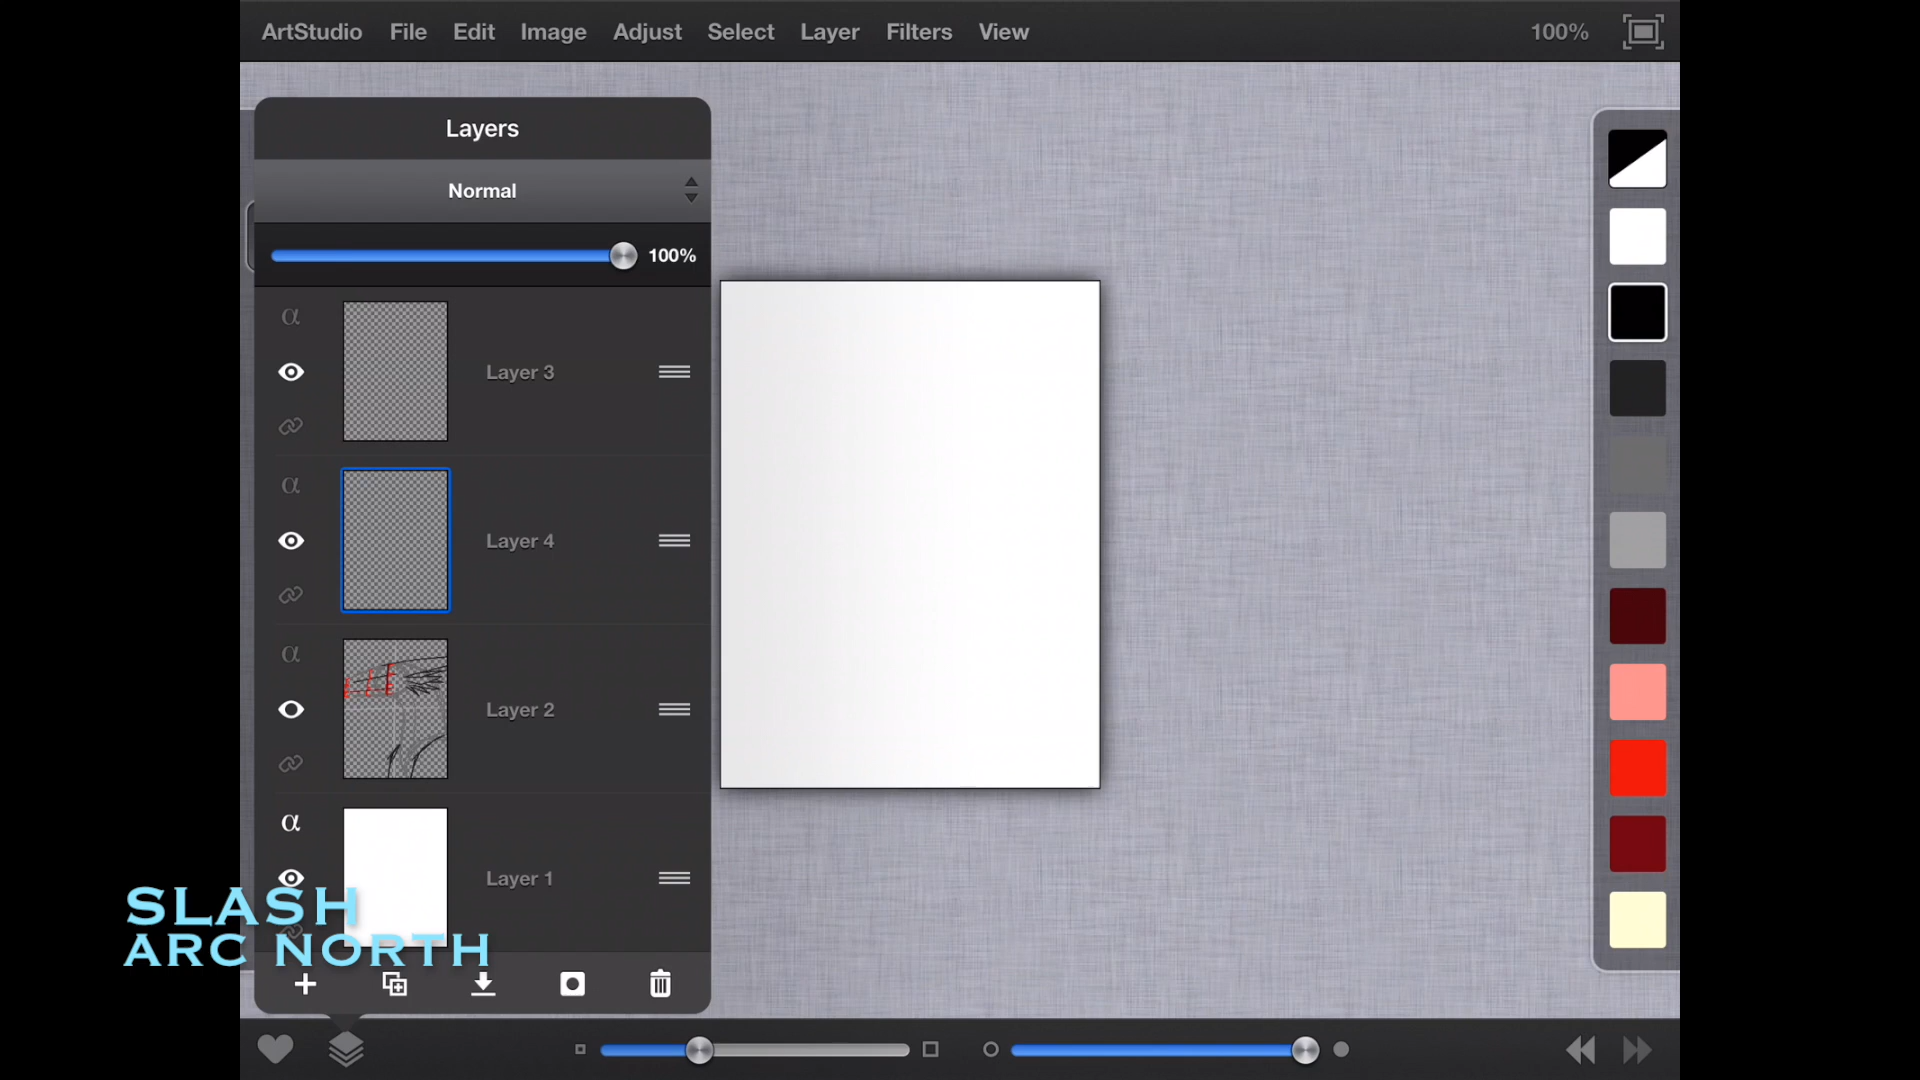 ArtStudio File Edit Image Adjust Select Layer Filters View 100%
Layers
Normal
100%
α
Layer 3
α
Layer 4
α
Layer 2
α
Layer 1
SLASH
ARC NORTH